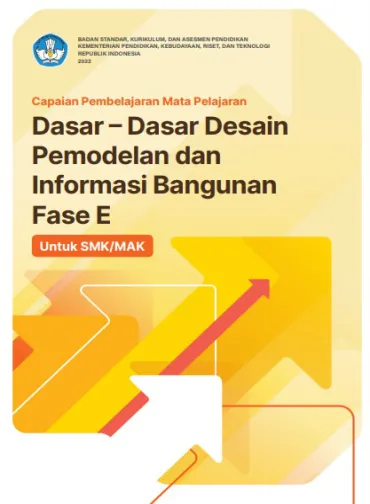 BADAN STANDAR, KURIKULUM, DAN ASESMEN PENDIDIKAN
KEMENTERIAN PENDIDIKAN, KEBUDAYAAN, RISET, DAN TEKNOLOGI
REPUBLIK INDONESIA
2022
Capaian Pembelajaran Mata Pelajaran
Dasar – Dasar Desain
Pemodelan dan
Informasi Bangunan
Fase E
Untuk SMK/MAK